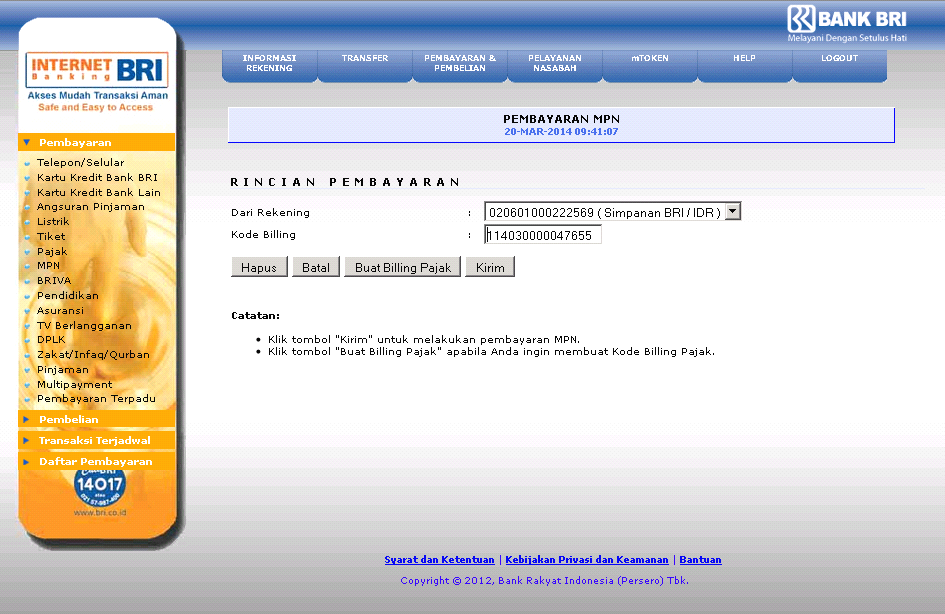 BANK BRI
Melayani Dengan Setulus Hati
INTERNET
Banking BRI
Akses Mudah Transaksi Aman
Safe and Easy to Access
INFORMASI REKENING
TRANSFER
PEMBAYARAN & PEMBELIAN
PELAYANAN NASABAH
mTOKEN
HELP
LOGOUT
Pembayaran
Telepon/Selular
Kartu Kredit Bank BRI
Kartu Kredit Bank Lain
Angsuran Pinjaman
Listrik
Tiket
Pajak
MPN
BRIVA
Pendidikan
Asuransi
TV Berlangganan
DPLK
Zakat/Infaq/Qurban
Pinjaman
Multipayment
Pembayaran Terpadu
Pembelian
Transaksi Terjadwal
Daftar Pembayaran
14017
www.bri.co.id
PEMBAYARAN MPN
20-MAR-2014 09:41:07
RINCIAN PEMBAYARAN
Dari Rekening : 020601000222569 ( Simpanan BRI / IDR )
Kode Billing : 114030000047655
Hapus Batal Buat Billing Pajak Kirim
Catatan:
Klik tombol "Kirim" untuk melakukan pembayaran MPN.
Klik tombol "Buat Billing Pajak" apabila Anda ingin membuat Kode Billing Pajak.
Syarat dan Ketentuan | Kebijakan Privasi dan Keamanan | Bantuan
Copyright © 2012, Bank Rakyat Indonesia (Persero) Tbk.